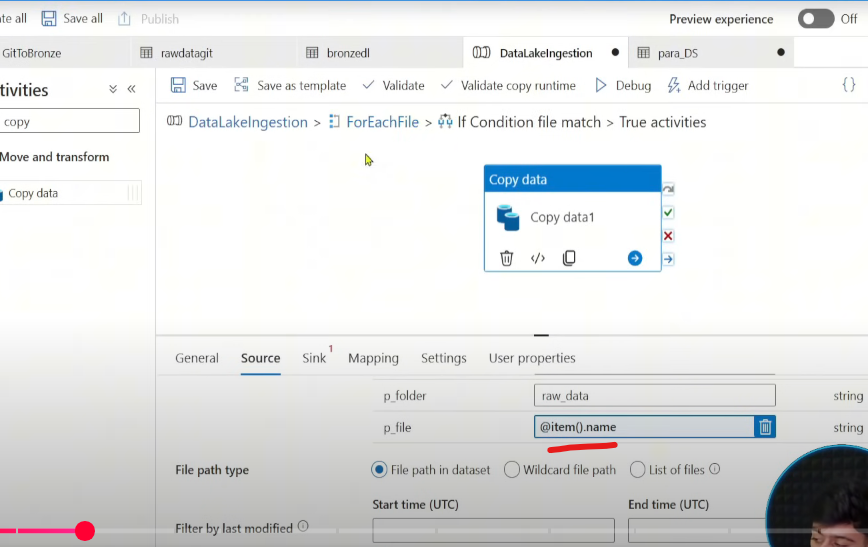 te all Save all Publish Preview experience Off
GitToBronze rawdatagit bronzedl DataLakeIngestion para_DS
tivities Save Save as template Validate Validate copy runtime Debug Add trigger {}
copy
DataLakeIngestion > ForEachFile > If Condition file match > True activities
Move and transform
Copy data
Copy data
Copy data1
General Source Sink 1 Mapping Settings User properties
p_folder raw_data string
p_file @item().name string
File path type File path in dataset Wildcard file path List of files
Start time (UTC) End time (UTC)
Filter by last modified